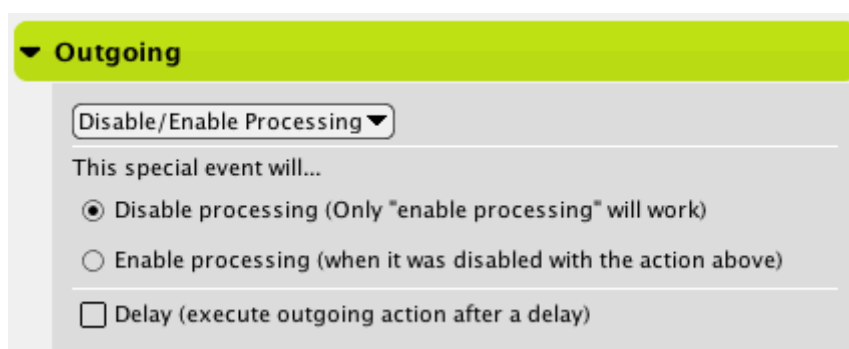 Outgoing
Disable/Enable Processing
This special event will...
Disable processing (Only "enable processing" will work)
Enable processing (when it was disabled with the action above)
Delay (execute outgoing action after a delay)